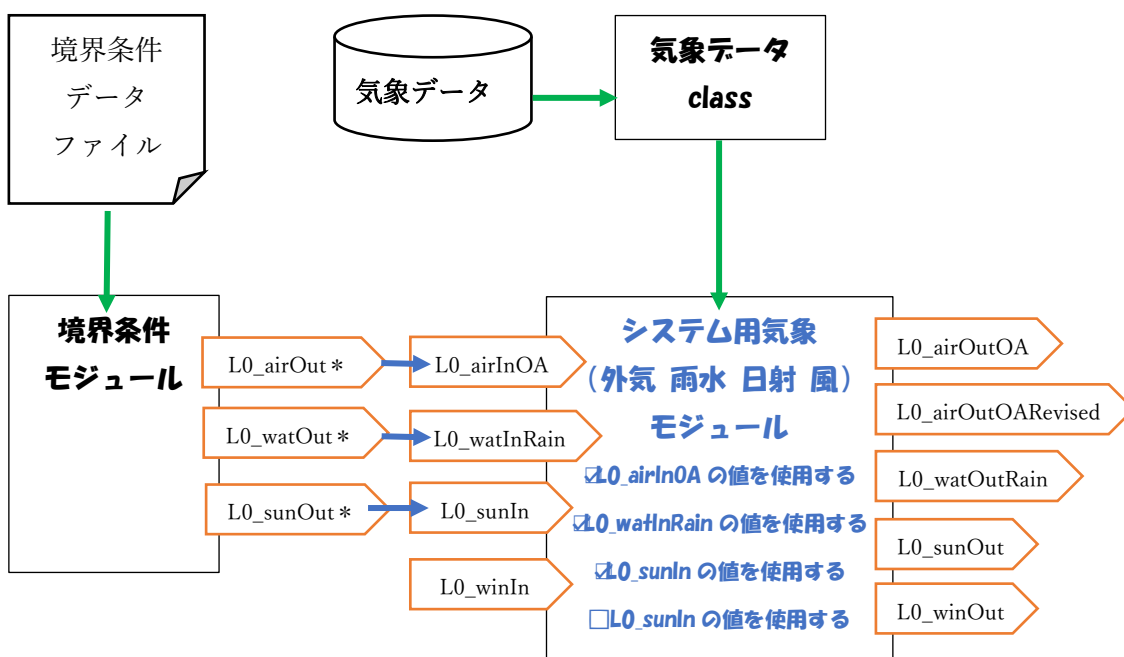 境界条件
データ
ファイル
気象データ
気象データ
class
境界条件
モジュール
L0_airOut＊
L0_watOut＊
L0_sunOut＊
L0_airInOA
L0_watInRain
L0_sunIn
L0_winIn
システム用気象
（外気 雨水 日射 風）
モジュール
☑L0_airInOA の値を使用する
☑L0_watInRain の値を使用する
☑L0_sunIn の値を使用する
□L0_sunIn の値を使用する
L0_airOutOA
L0_airOutOARevised
L0_watOutRain
L0_sunOut
L0_winOut